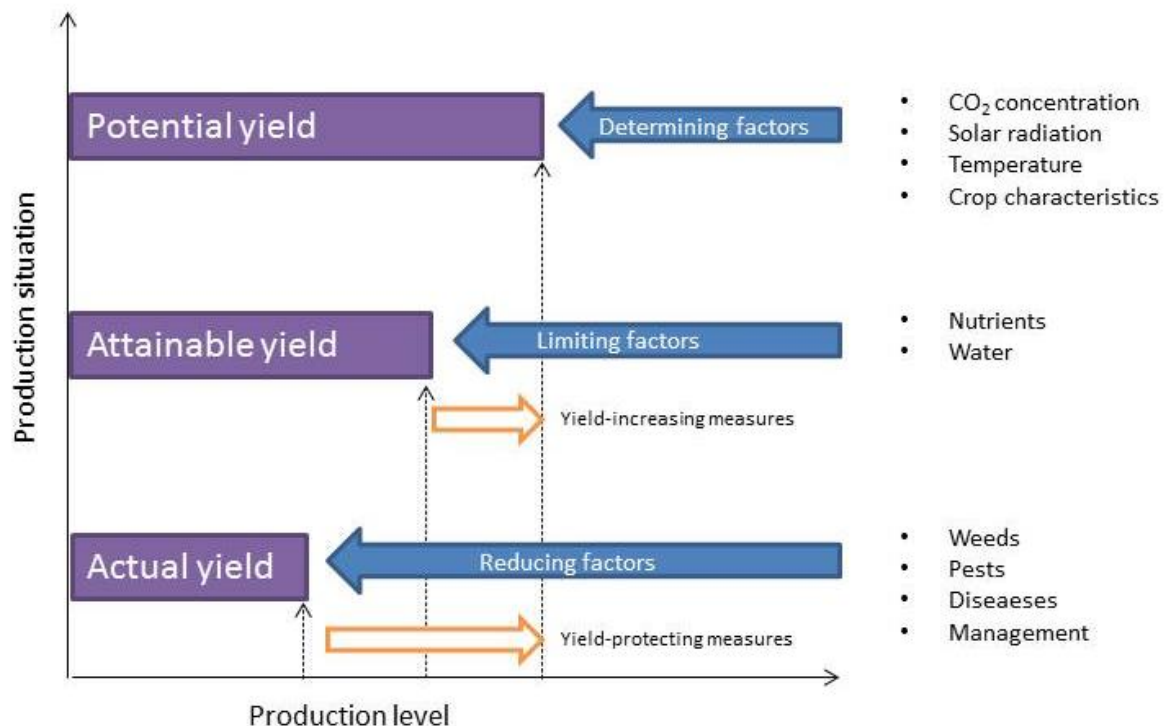 Production situation
Potential yield
Determining factors
• CO₂ concentration
• Solar radiation
• Temperature
• Crop characteristics
Attainable yield
Limiting factors
• Nutrients
• Water
Yield-increasing measures
Actual yield
Reducing factors
• Weeds
• Pests
• Diseaeses
• Management
Yield-protecting measures
Production level